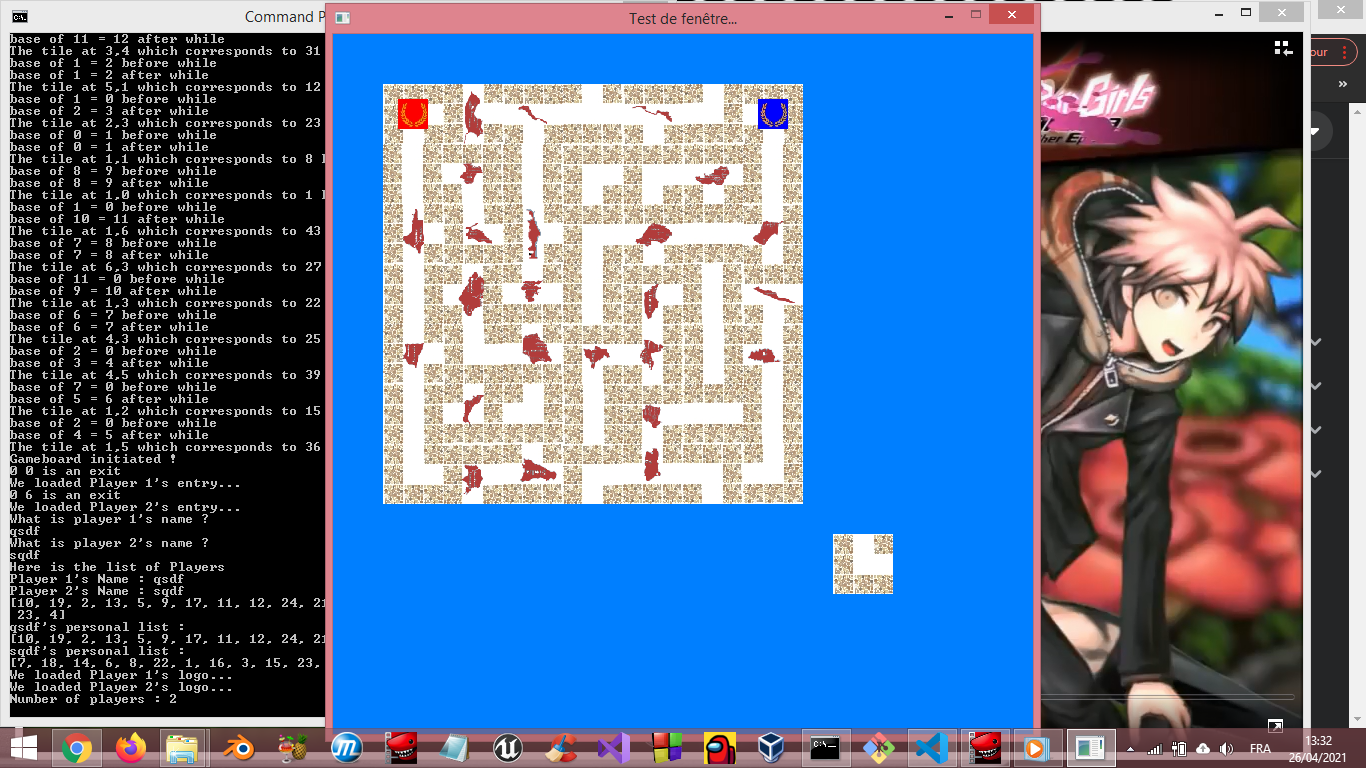 Command P
Test de fenêtre...
base of 11 = 12 after while
The tile at 3,4 which corresponds to 31
base of 1 = 2 before while
base of 1 = 2 after while
The tile at 5,1 which corresponds to 12
base of 1 = 0 before while
base of 2 = 3 after while
The tile at 2,3 which corresponds to 23
base of 0 = 1 before while
base of 0 = 1 after while
The tile at 1,1 which corresponds to 8
base of 8 = 9 before while
base of 8 = 9 after while
The tile at 1,0 which corresponds to 1
base of 1 = 0 before while
base of 10 = 11 after while
The tile at 1,6 which corresponds to 43
base of 7 = 8 before while
base of 7 = 8 after while
The tile at 6,3 which corresponds to 27
base of 11 = 0 before while
base of 9 = 10 after while
The tile at 1,3 which corresponds to 22
base of 6 = 7 before while
base of 6 = 7 after while
The tile at 4,3 which corresponds to 25
base of 2 = 0 before while
base of 3 = 4 after while
The tile at 4,5 which corresponds to 39
base of 7 = 0 before while
base of 5 = 6 after while
The tile at 1,2 which corresponds to 15
base of 2 = 0 before while
base of 4 = 5 after while
The tile at 1,5 which corresponds to 36
Gameboard initiated !
0 0 is an exit
We loaded Player 1's entry...
0 6 is an exit
We loaded Player 2's entry...
What is player 1's name ?
qsdf
What is player 2's name ?
sqdf
Here is the list of Players
Player 1's Name : qsdf
Player 2's Name : sqdf
[10, 19, 2, 13, 5, 9, 17, 11, 12, 24, 21
23, 4]
qsdf's personal list :
[10, 19, 2, 13, 5, 9, 17, 11, 12, 24, 21
sqdf's personal list :
[7, 18, 14, 6, 8, 22, 1, 16, 3, 15, 23,
We loaded Player 1's logo...
We loaded Player 2's logo...
Number of players : 2
Girls
our
FRA
13:32
26/04/2021